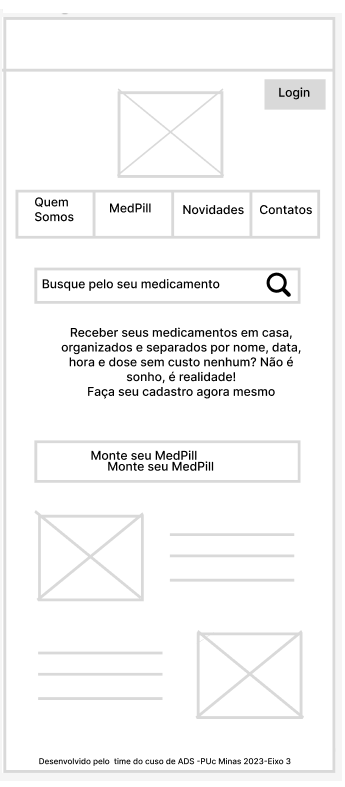 Login
Quem
Somos
MedPill
Novidades
Contatos
Busque pelo seu medicamento
Receber seus medicamentos em casa,
organizados e separados por nome, data,
hora e dose sem custo nenhum? Não é
sonho, é realidade!
Faça seu cadastro agora mesmo
Monte seu MedPill
Monte seu MedPill
Desenvolvido pelo time do cuso de ADS -PUc Minas 2023-Eixo 3